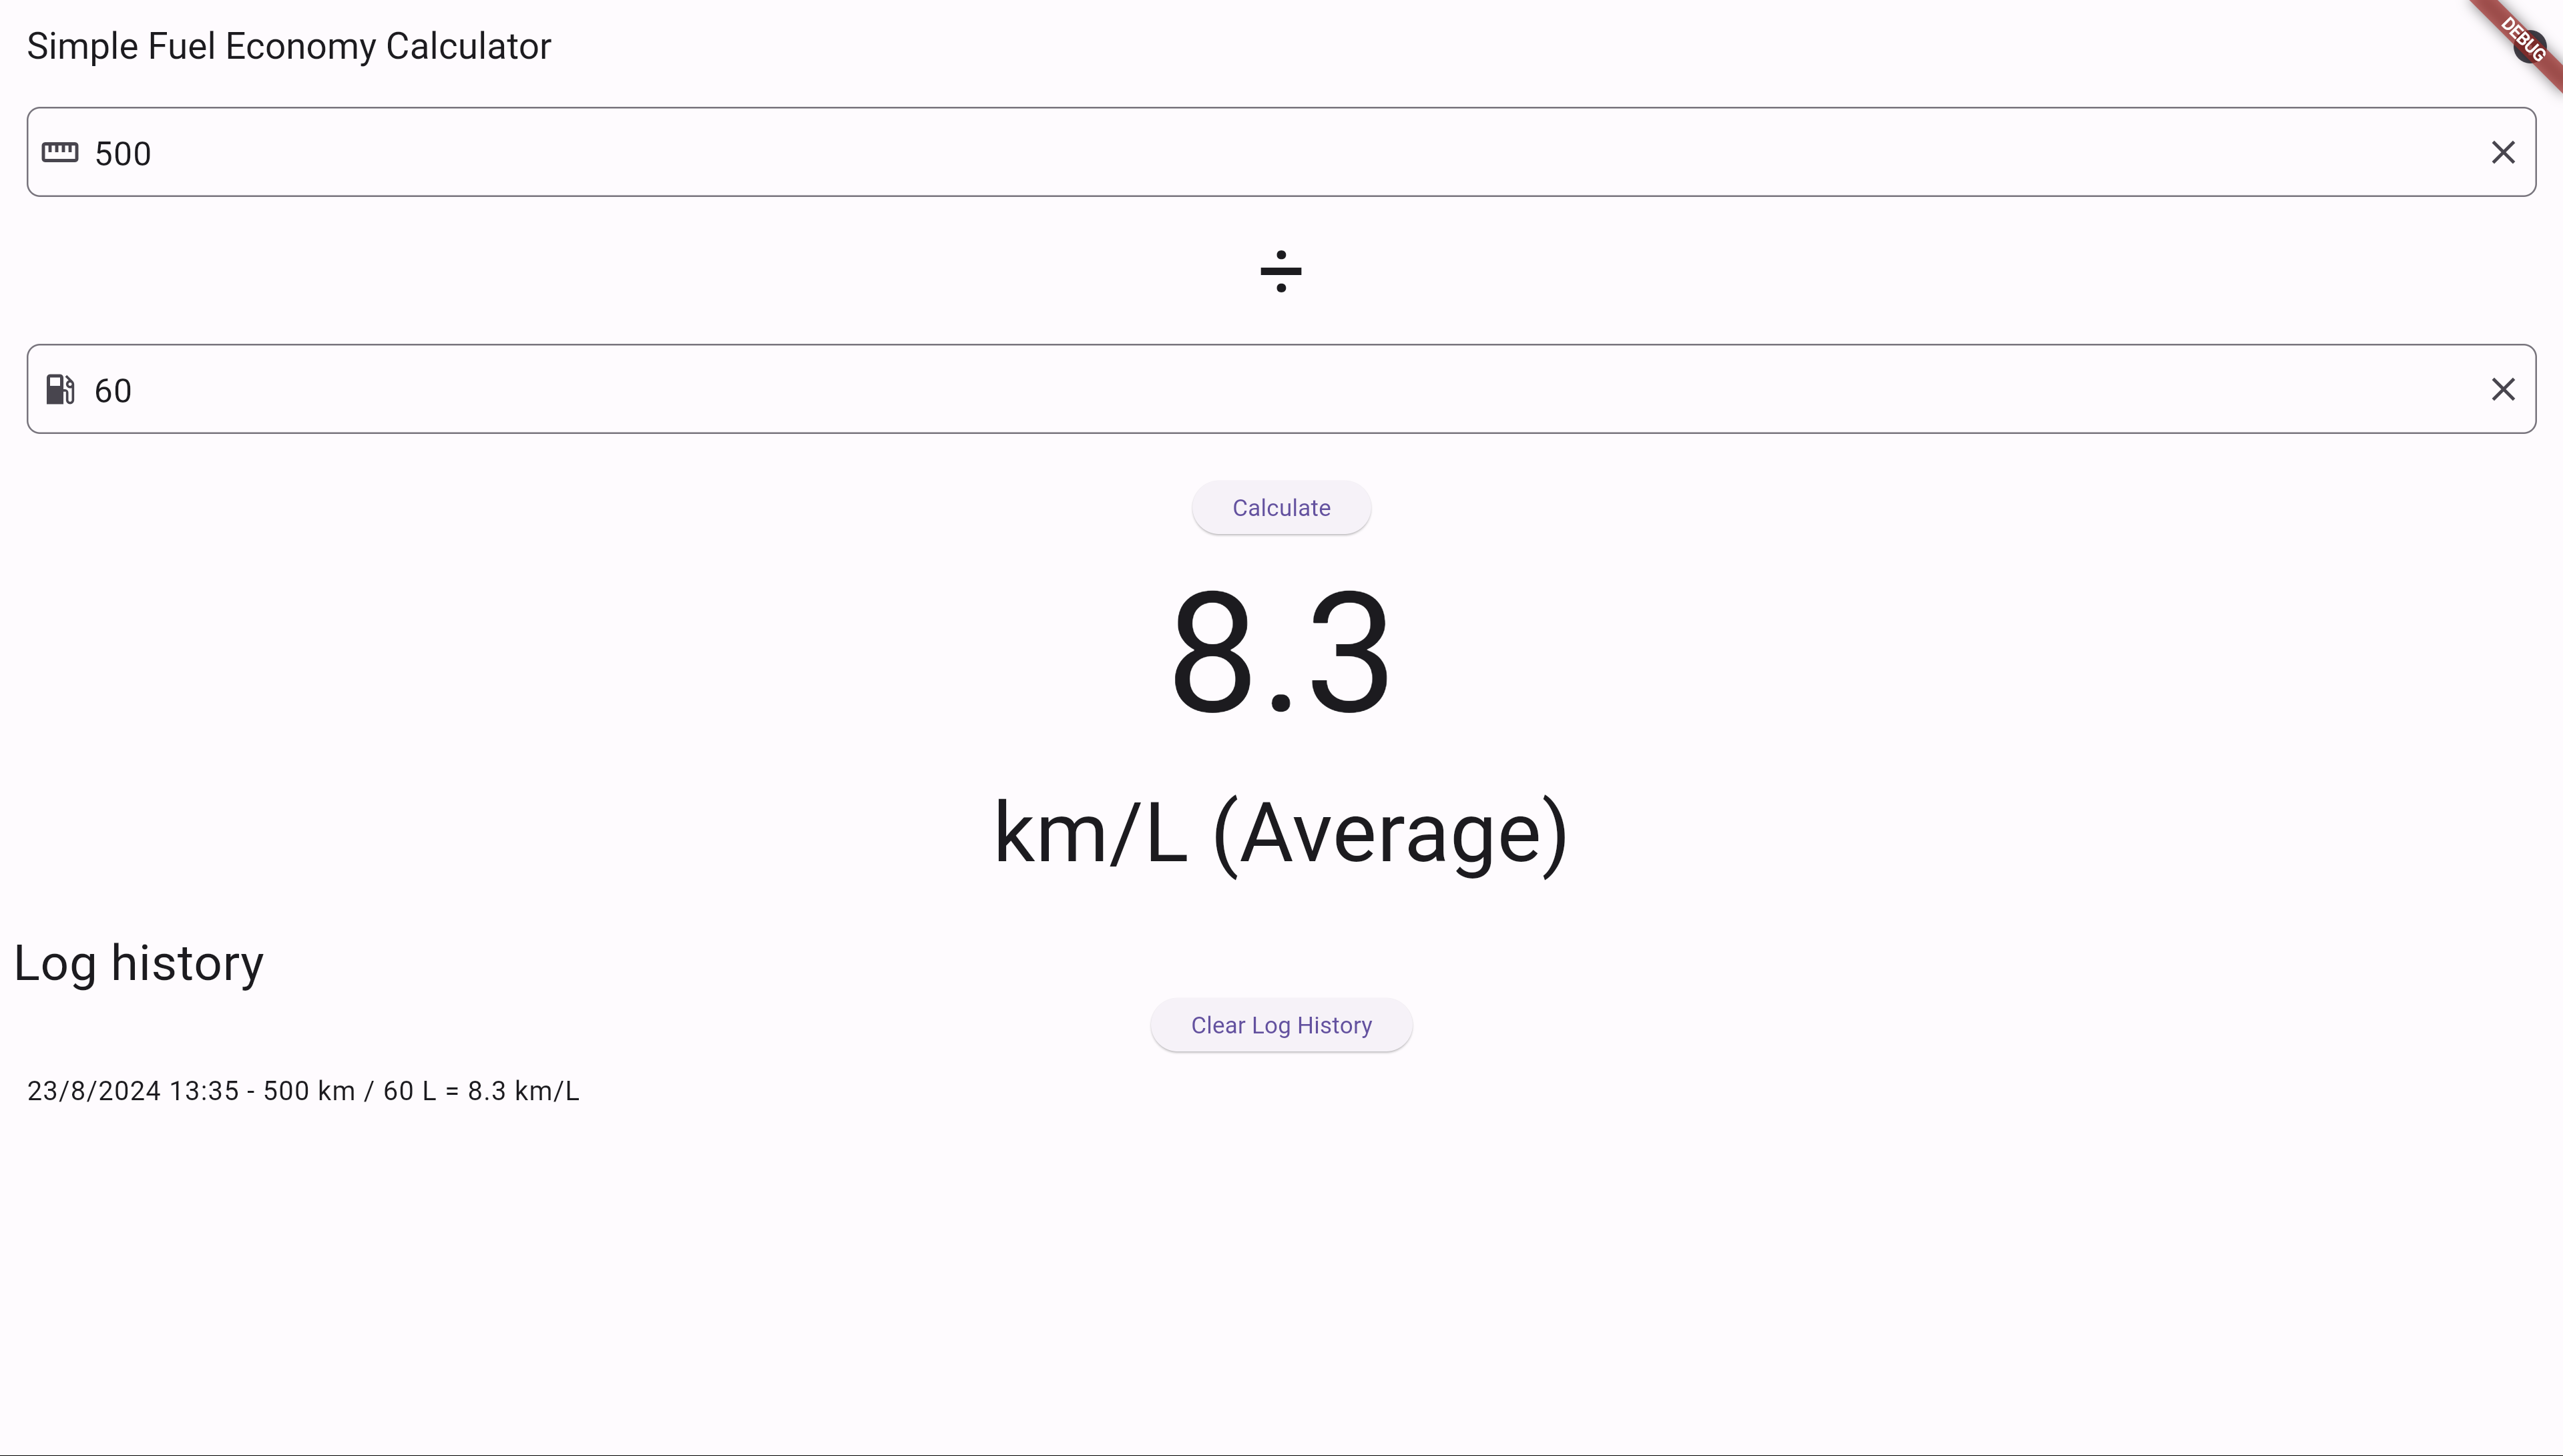 Simple Fuel Economy Calculator
DEBUG
500
÷
60
Calculate
8.3
km/L (Average)
Log history
Clear Log History
23/8/2024 13:35 - 500 km / 60 L = 8.3 km/L